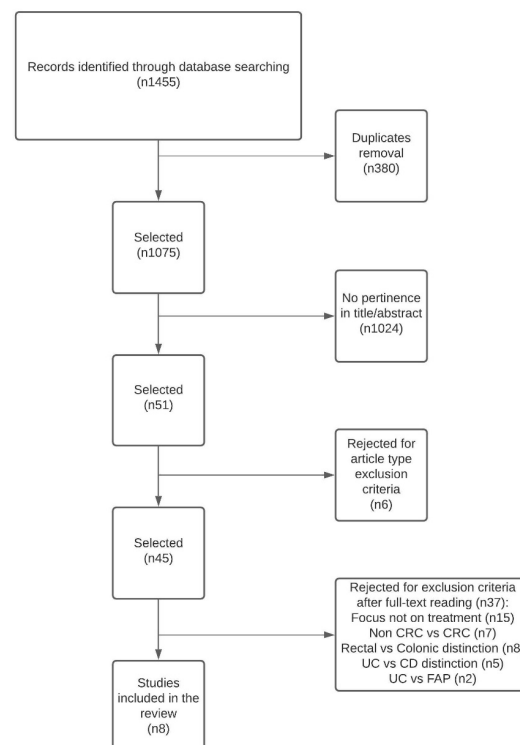 Records identified through database searching
(n1455)
Duplicates
removal
(n380)
Selected
(n1075)
No pertinence
in title/abstract
(n1024)
Selected
(n51)
Rejected for
article type
exclusion
criteria
(n6)
Selected
(n45)
Rejected for exclusion criteria
after full-text reading (n37):
Focus not on treatment (n15)
Non CRC vs CRC (n7)
Rectal vs Colonic distinction (n8
UC vs CD distinction (n5)
UC vs FAP (n2)
Studies
included in the
review
(n8)